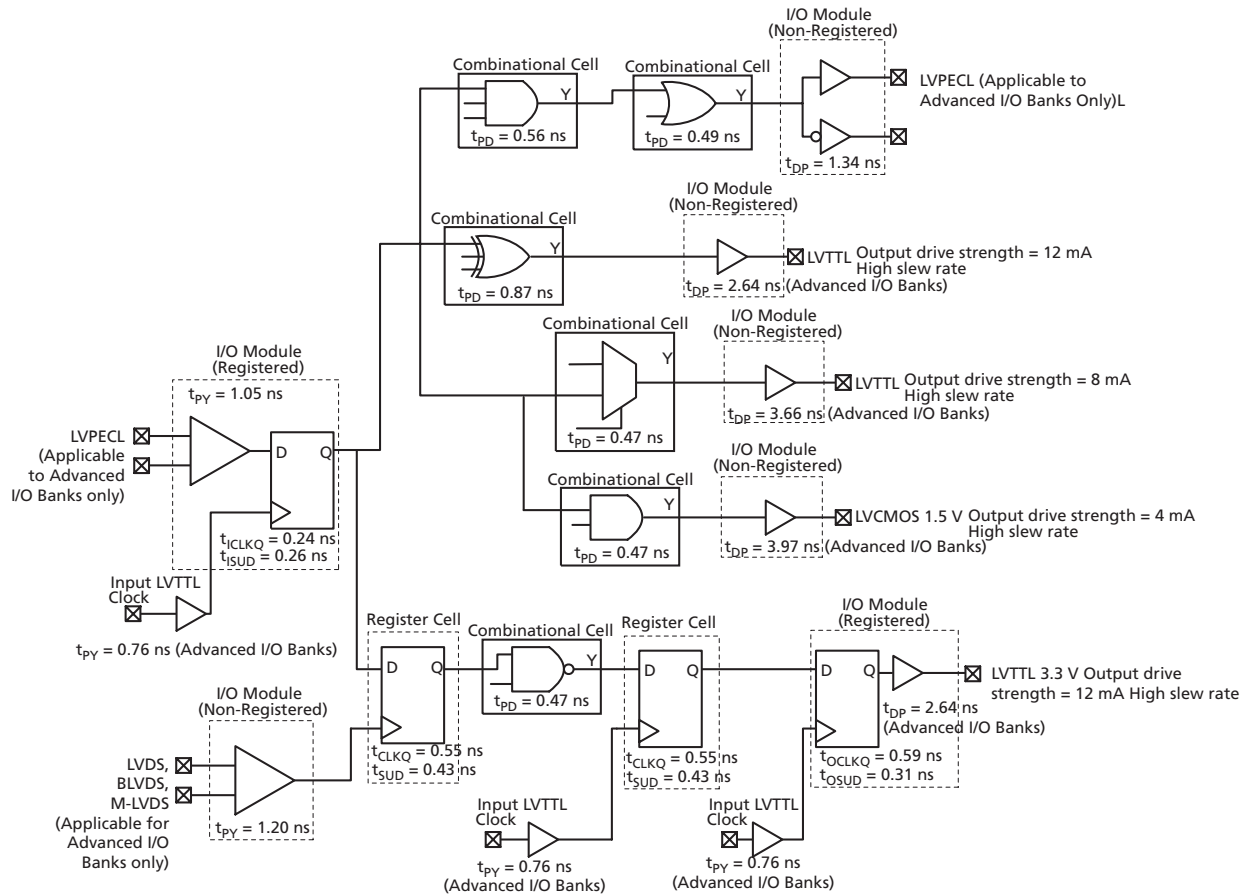 I/O Module
(Non-Registered)
Combinational Cell
Y
tPD = 0.56 ns
Combinational Cell
Y
tPD = 0.49 ns
tDP = 1.34 ns
LVPECL (Applicable to
Advanced I/O Banks Only)L
Combinational Cell
Y
tPD = 0.87 ns
I/O Module
(Non-Registered)
tDP = 2.64 ns (Advanced I/O Banks)
LVTTL Output drive strength = 12 mA
High slew rate
Combinational Cell
Y
tPD = 0.47 ns
I/O Module
(Non-Registered)
tDP = 3.66 ns (Advanced I/O Banks)
LVTTL Output drive strength = 8 mA
High slew rate
Combinational Cell
Y
tPD = 0.47 ns
I/O Module
(Non-Registered)
tDP = 3.97 ns (Advanced I/O Banks)
LVCMOS 1.5 V Output drive strength = 4 mA
High slew rate
I/O Module
(Registered)
tPY = 1.05 ns
LVPECL
(Applicable
to Advanced
I/O Banks only)
D Q
tICLKQ = 0.24 ns
tISUD = 0.26 ns
Input LVTTL
Clock
tPY = 0.76 ns (Advanced I/O Banks)
I/O Module
(Non-Registered)
LVDS,
BLVDS,
M-LVDS
(Applicable for
Advanced I/O
Banks only)
tPY = 1.20 ns
Register Cell
D Q
tCLKQ = 0.55 ns
tSUD = 0.43 ns
Combinational Cell
Y
tPD = 0.47 ns
Register Cell
D Q
tCLKQ = 0.55 ns
tSUD = 0.43 ns
Input LVTTL
Clock
tPY = 0.76 ns
(Advanced I/O Banks)
I/O Module
(Registered)
D Q
tDP = 2.64 ns
(Advanced I/O Banks)
tOCLKQ = 0.59 ns
tOSUD = 0.31 ns
LVTTL 3.3 V Output drive
strength = 12 mA High slew rate
Input LVTTL
Clock
tPY = 0.76 ns
(Advanced I/O Banks)